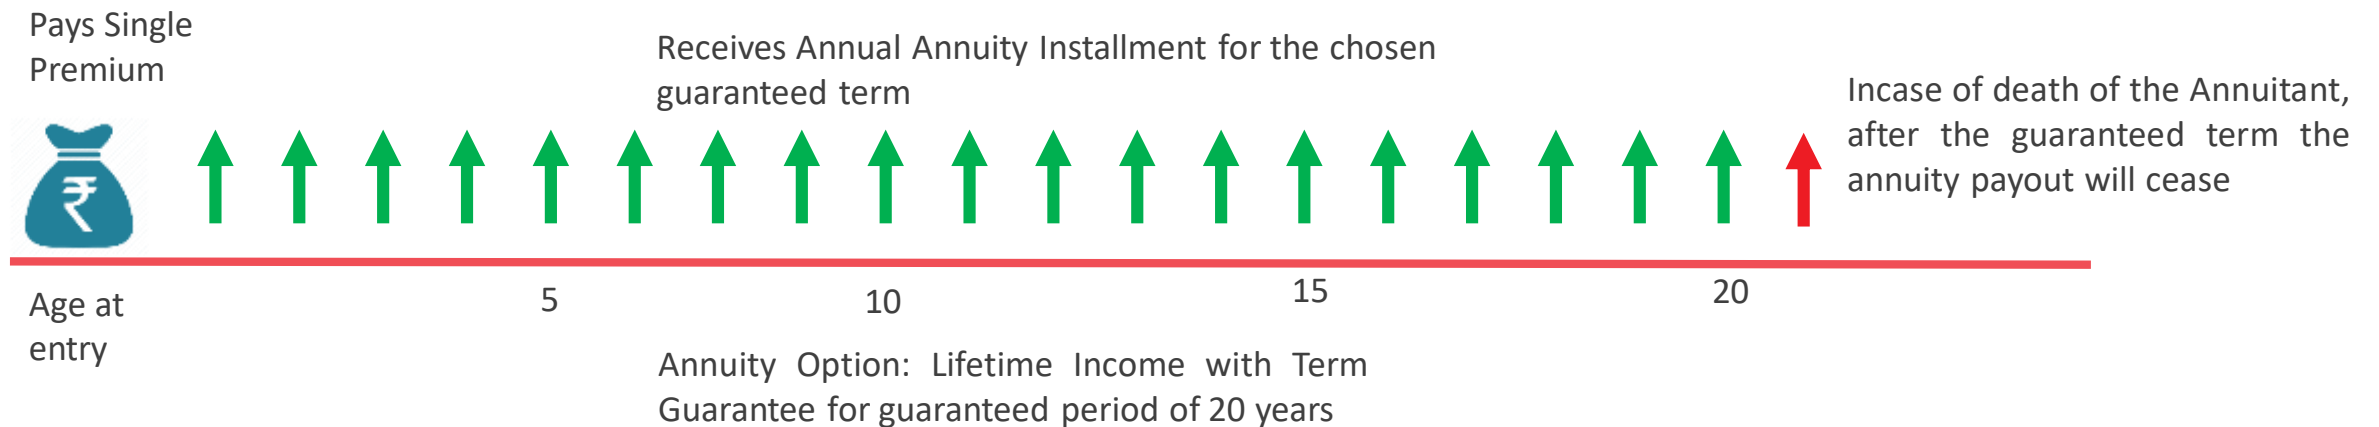 Pays Single
Premium
Receives Annual Annuity Installment for the chosen
guaranteed term
Incase of death of the Annuitant,
after the guaranteed term the
annuity payout will cease
₹
Age at
entry
5
10
15
20
Annuity Option: Lifetime Income with Term
Guarantee for guaranteed period of 20 years